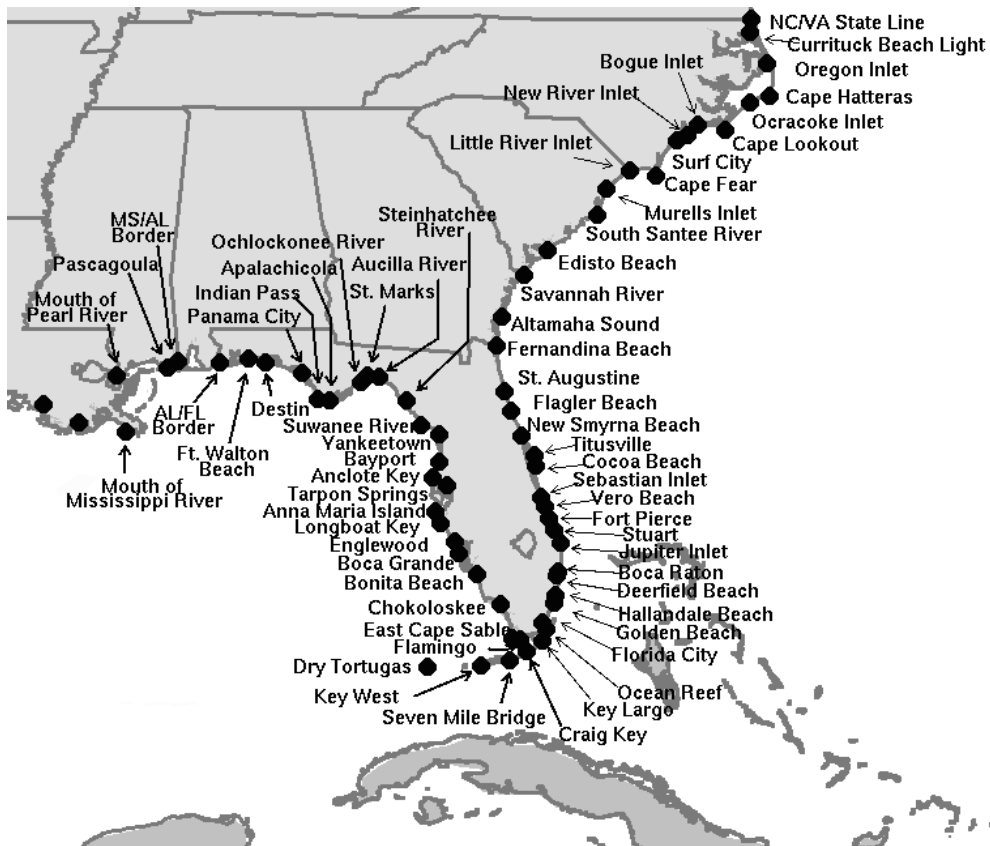 NC/VA State Line
Currituck Beach Light
Bogue Inlet
Oregon Inlet
New River Inlet
Cape Hatteras
Ocracoke Inlet
Little River Inlet
Cape Lookout
Surf City
Cape Fear
Steinhatchee
River
Murells Inlet
MS/AL
Border
South Santee River
Ochlockonee River
Pascagoula
Apalachicola
Aucilla River
Edisto Beach
Indian Pass
St. Marks
Savannah River
Mouth of
Pearl River
Panama City
Altamaha Sound
Fernandina Beach
St. Augustine
Destin
Flagler Beach
AL/FL
Border
Suwanee River
New Smyrna Beach
Yankeetown
Titusville
Ft. Walton
Beach
Bayport
Cocoa Beach
Anclote Key
Sebastian Inlet
Mouth of
Mississippi River
Tarpon Springs
Vero Beach
Anna Maria Island
Fort Pierce
Longboat Key
Stuart
Englewood
Jupiter Inlet
Boca Grande
Boca Raton
Bonita Beach
Deerfield Beach
Chokoloskee
Hallandale Beach
East Cape Sable
Golden Beach
Flamingo
Florida City
Dry Tortugas
Key West
Ocean Reef
Key Largo
Seven Mile Bridge
Craig Key